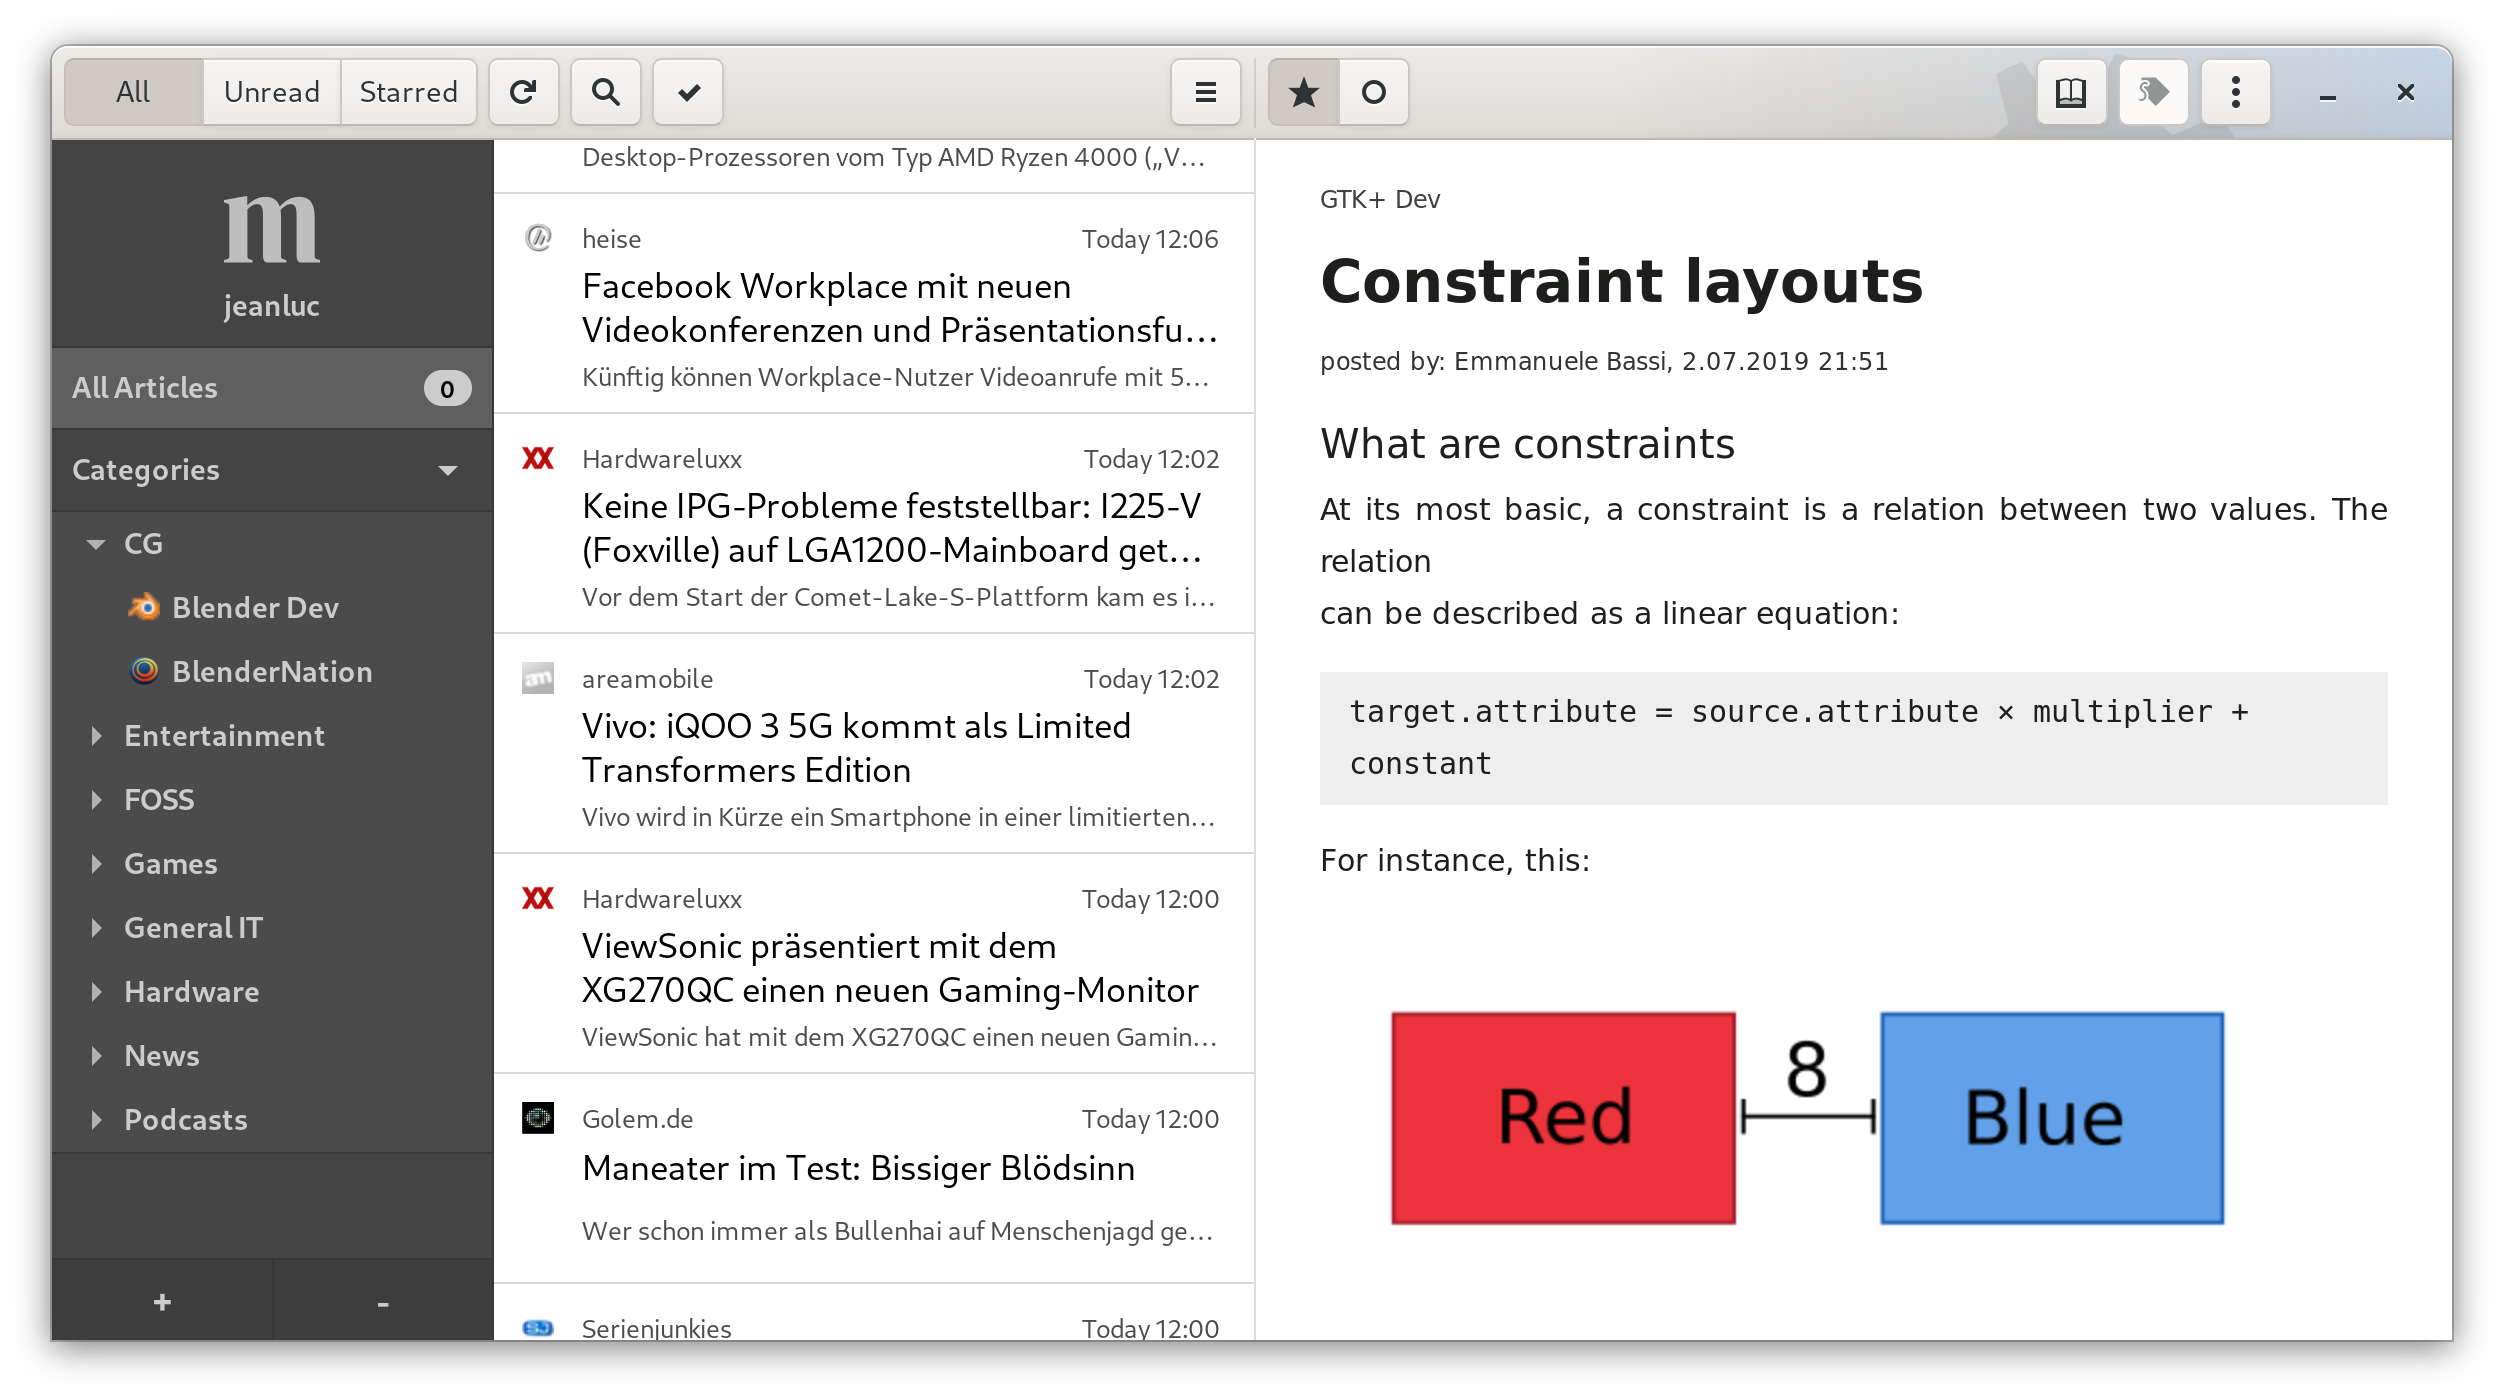 All
Unread
Starred
m
jeanluc
All Articles
0
Categories
CG
Blender Dev
BlenderNation
Entertainment
FOSS
Games
General IT
Hardware
News
Podcasts
+
-
Desktop-Prozessoren vom Typ AMD Ryzen 4000 („V…
heise
Today 12:06
Facebook Workplace mit neuen
Videokonferenzen und Präsentationsfu…
Künftig können Workplace-Nutzer Videoanrufe mit 5…
Hardwareluxx
Today 12:02
Keine IPG-Probleme feststellbar: I225-V
(Foxville) auf LGA1200-Mainboard get…
Vor dem Start der Comet-Lake-S-Plattform kam es i…
am
areamobile
Today 12:02
Vivo: iQOO 3 5G kommt als Limited
Transformers Edition
Vivo wird in Kürze ein Smartphone in einer limitierten…
Hardwareluxx
Today 12:00
ViewSonic präsentiert mit dem
XG270QC einen neuen Gaming-Monitor
ViewSonic hat mit dem XG270QC einen neuen Gamin…
Golem.de
Today 12:00
Maneater im Test: Bissiger Blödsinn
Wer schon immer als Bullenhai auf Menschenjagd ge…
SJ
Serienjunkies
Today 12:00
GTK+ Dev
Constraint layouts
posted by: Emmanuele Bassi, 2.07.2019 21:51
What are constraints
At its most basic, a constraint is a relation between two values. The
relation
can be described as a linear equation:
target.attribute = source.attribute × multiplier +
constant
For instance, this:
Red
8
Blue